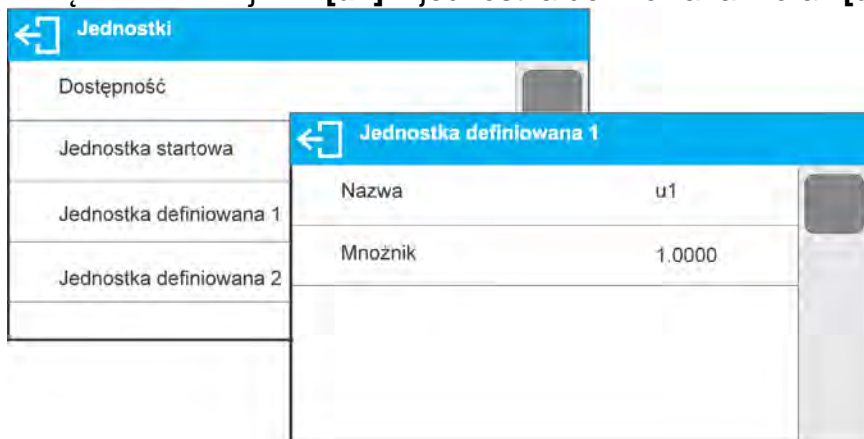 Jednostki
Dostępność
Jednostka startowa
Jednostka definiowana 1
Jednostka definiowana 2
Jednostka definiowana 1
Nazwa u1
Mnożnik 1.0000